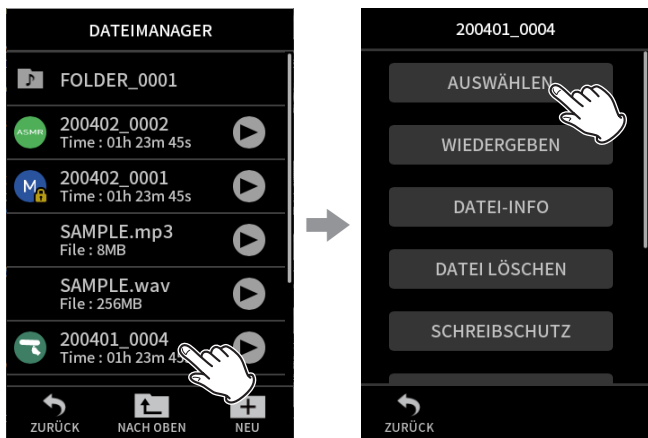 DATEIMANAGER
FOLDER_0001
ASMR
200402_0002
Time : 01h 23m 45s
M
200402_0001
Time : 01h 23m 45s
SAMPLE.mp3
File : 8MB
SAMPLE.wav
File : 256MB
200401_0004
Time : 01h 23m 45s
ZURÜCK
NACH OBEN
NEU
200401_0004
AUSWÄHLEN
WIEDERGEBEN
DATEI-INFO
DATEI LÖSCHEN
SCHREIBSCHUTZ
ZURÜCK